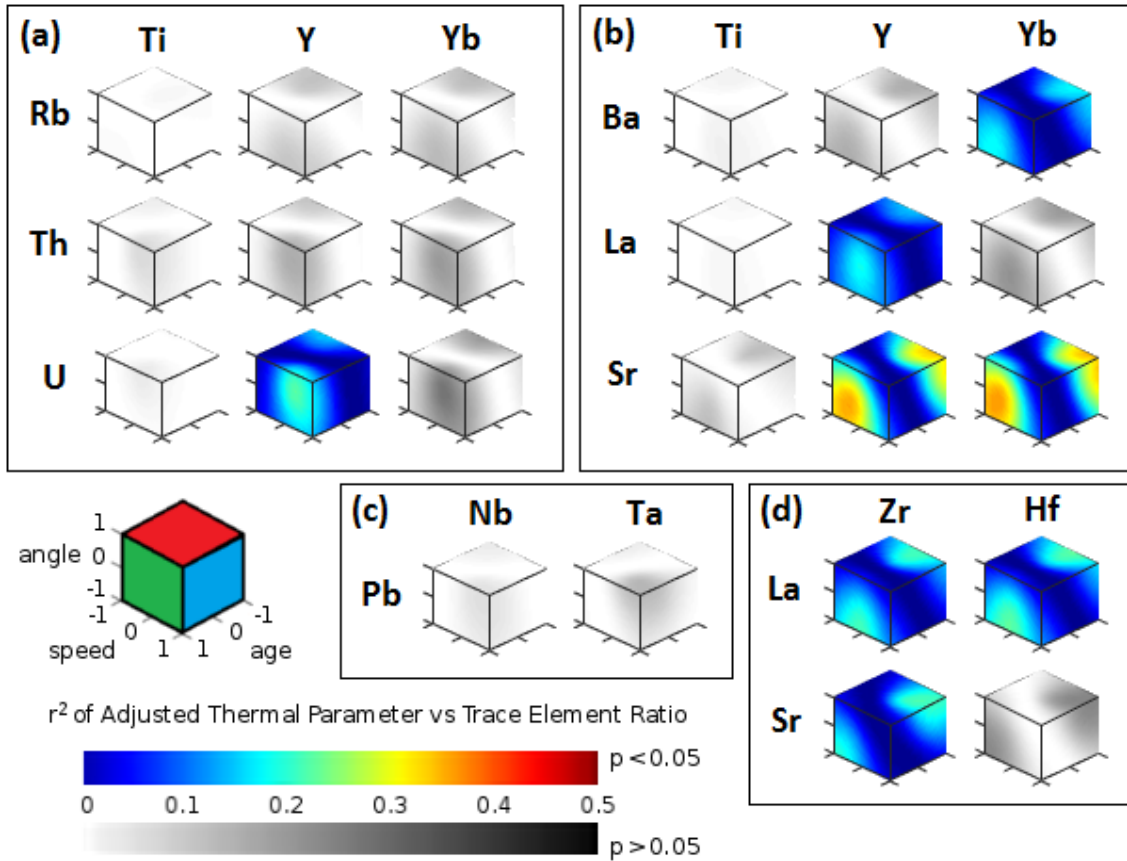 (a) Ti Y Yb
Rb
Th
U
(b) Ti Y Yb
Ba
La
Sr
angle 1
0
-1
-1
0
1
speed
1
0
-1
age
(c) Nb Ta
Pb
(d) Zr Hf
La
Sr
r² of Adjusted Thermal Parameter vs Trace Element Ratio
p<0.05
0 0.1 0.2 0.3 0.4 0.5
p>0.05